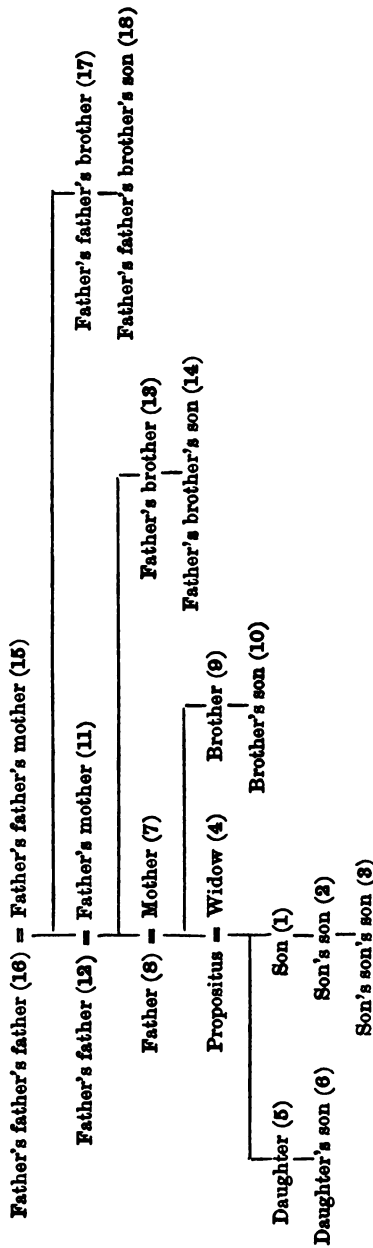 Father's father's father (16) = Father's father's mother (15)
Father's father (12) = Father's mother (11)
Father's father's brother (17)
Father (8) = Mother (7)
Father's brother (13)
Father's father's brother's son (18)
Propositus = Widow (4)
Brother (9)
Father's brother's son (14)
Brother's son (10)
Daughter (5)
Son (1)
Daughter's son (6)
Son's son (2)
Son's son's son (3)